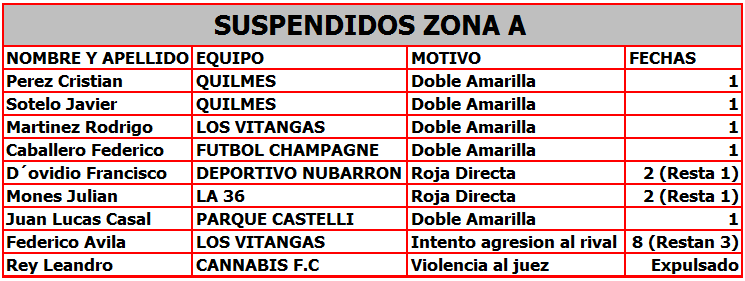 SUSPENDIDOS ZONA A
NOMBRE Y APELLIDO EQUIPO MOTIVO FECHAS
Perez Cristian QUILMES Doble Amarilla 1
Sotelo Javier QUILMES Doble Amarilla 1
Martinez Rodrigo LOS VITANGAS Doble Amarilla 1
Caballero Federico FUTBOL CHAMPAGNE Doble Amarilla 1
D´ovidio Francisco DEPORTIVO NUBARRON Roja Directa 2 (Resta 1)
Mones Julian LA 36 Roja Directa 2 (Resta 1)
Juan Lucas Casal PARQUE CASTELLI Doble Amarilla 1
Federico Avila LOS VITANGAS Intento agresion al rival 8 (Restan 3)
Rey Leandro CANNABIS F.C Violencia al juez Expulsado